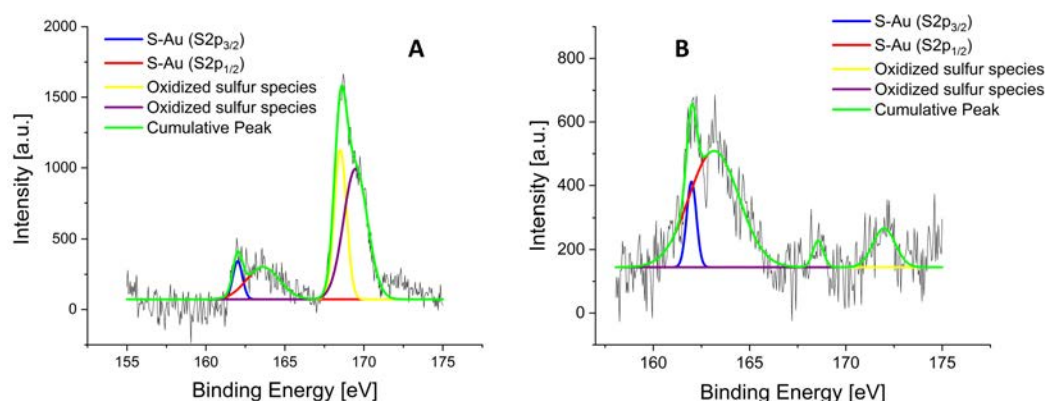 A
S-Au (S2p3/2)
S-Au (S2p1/2)
Oxidized sulfur species
Oxidized sulfur species
Cumulative Peak
Intensity [a.u.]
2000
1500
1000
500
0
155
160
165
170
175
Binding Energy [eV]
B
S-Au (S2p3/2)
S-Au (S2p1/2)
Oxidized sulfur species
Oxidized sulfur species
Cumulative Peak
Intensity [a.u.]
800
600
400
200
0
160
165
170
175
Binding Energy [eV]